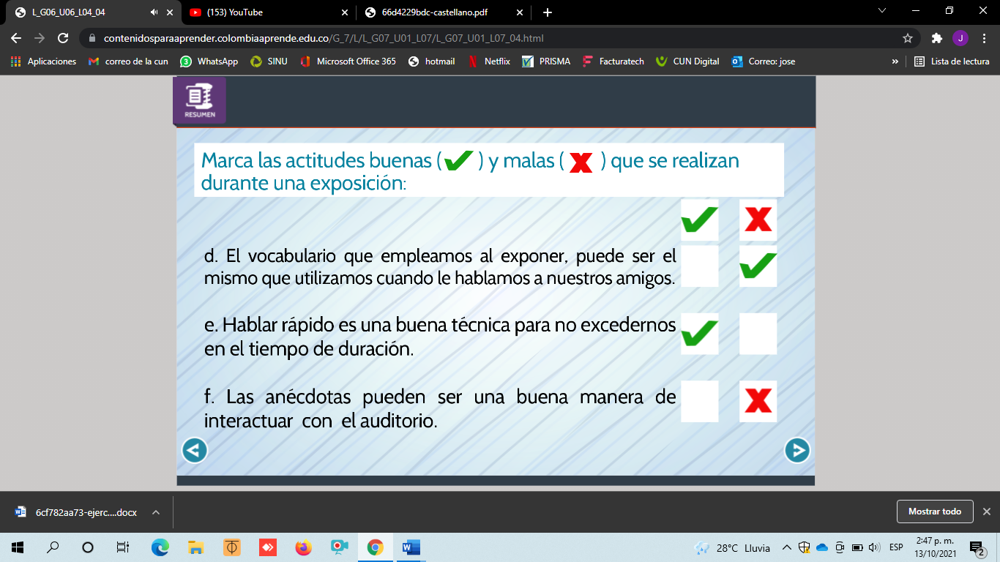 L_G06_U06_L04_04
(153) YouTube
66d4229bdc-castellano.pdf
contenidosparaaprender.colombiaaprende.edu.co/G_7/L/L_G07_U01_L07/L_G07_U01_L07_04.html
J
Aplicaciones
correo de la cun
3
WhatsApp
SINU
Microsoft Office 365
hotmail
Netflix
PRISMA
Facturatech
CUN Digital
Correo: jose
»
Lista de lectura
RESUMEN
Marca las actitudes buenas ( ✔ ) y malas ( X ) que se realizan
durante una exposición:
d. El vocabulario que empleamos al exponer, puede ser el
mismo que utilizamos cuando le hablamos a nuestros amigos.
e. Hablar rápido es una buena técnica para no excedernos
en el tiempo de duración.
f. Las anécdotas pueden ser una buena manera de
interactuar con el auditorio.
6cf782aa73-ejerc....docx
Mostrar todo
28°C Lluvia
ESP
2:47 p. m.
13/10/2021
2